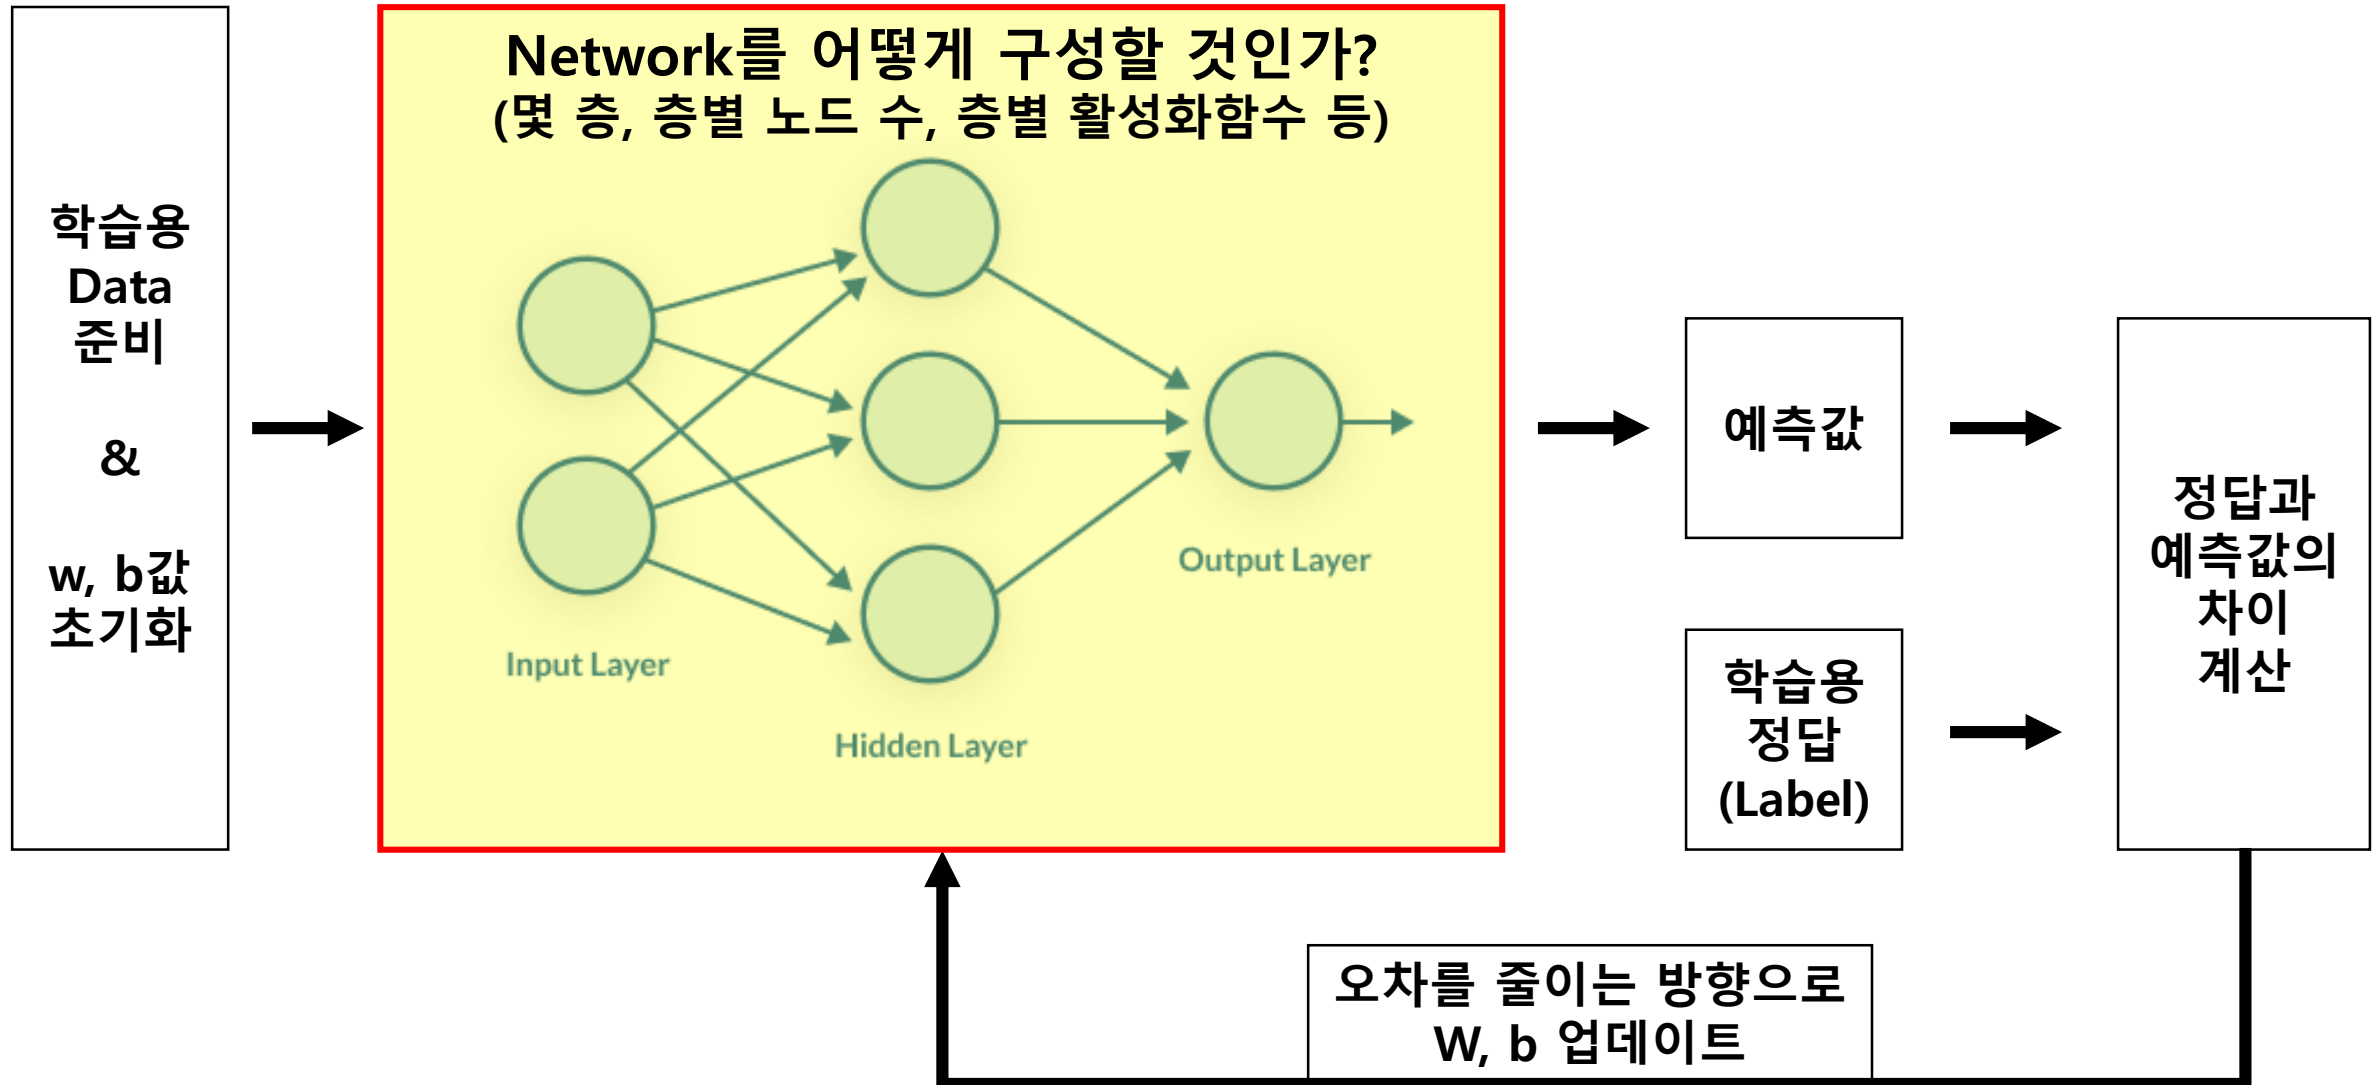 학습용
Data
준비
&
w, b값
초기화
Network를 어떻게 구성할 것인가?
(몇 층, 층별 노드 수, 층별 활성화함수 등)
Input Layer
Hidden Layer
Output Layer
예측값
학습용
정답
(Label)
정답과
예측값의
차이
계산
오차를 줄이는 방향으로
W, b 업데이트